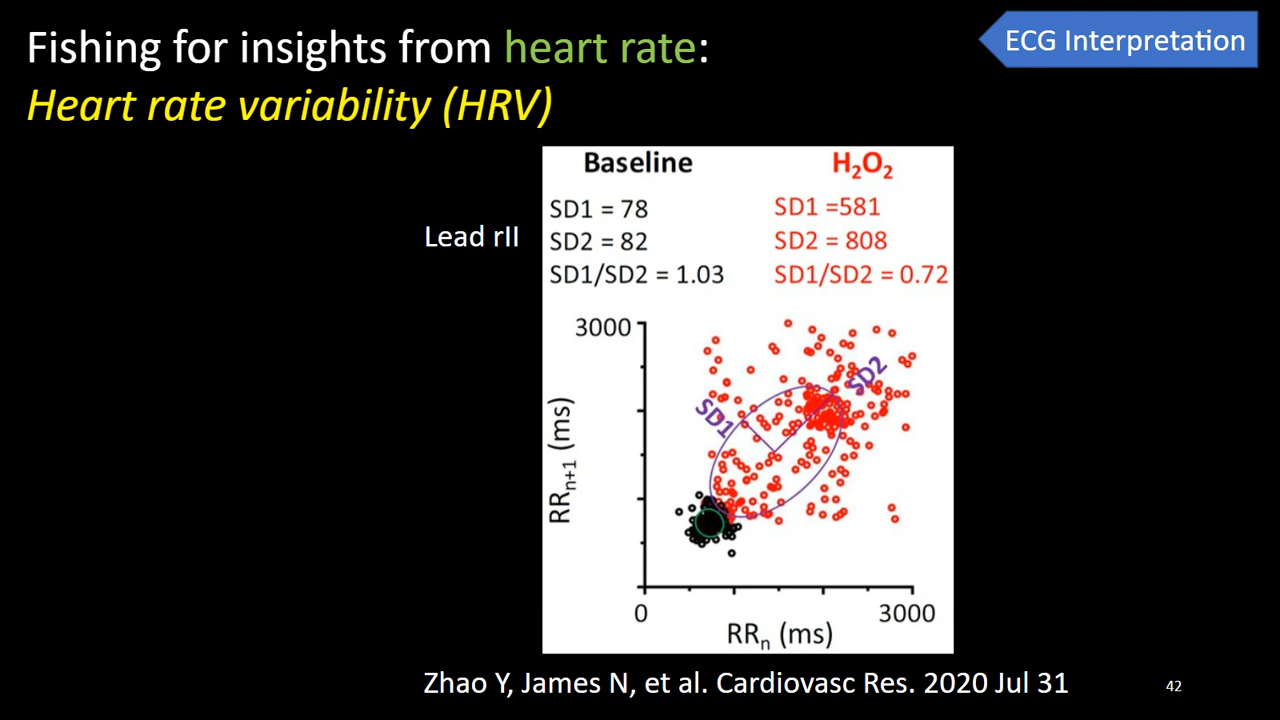 Fishing for insights from heart rate:
Heart rate variability (HRV)
ECG Interpretation
Lead rII
Baseline
SD1 = 78
SD2 = 82
SD1/SD2 = 1.03
H₂O₂
SD1 =581
SD2 = 808
SD1/SD2 = 0.72
3000
RRₙ₊₁ (ms)
SD1
SD2
0
3000
RRₙ (ms)
Zhao Y, James N, et al. Cardiovasc Res. 2020 Jul 31
42